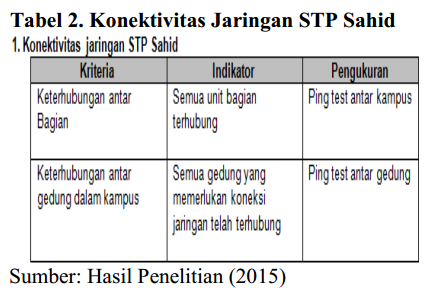 Tabel 2. Konektivitas Jaringan STP Sahid
1. Konektivitas jaringan STP Sahid
Kriteria Indikator Pengukuran
Keterhubungan antar Bagian Semua unit bagian terhubung Ping test antar kampus
Keterhubungan antar gedung dalam kampus Semua gedung yang memerlukan koneksi jaringan telah terhubung Ping test antar gedung
Sumber: Hasil Penelitian (2015)